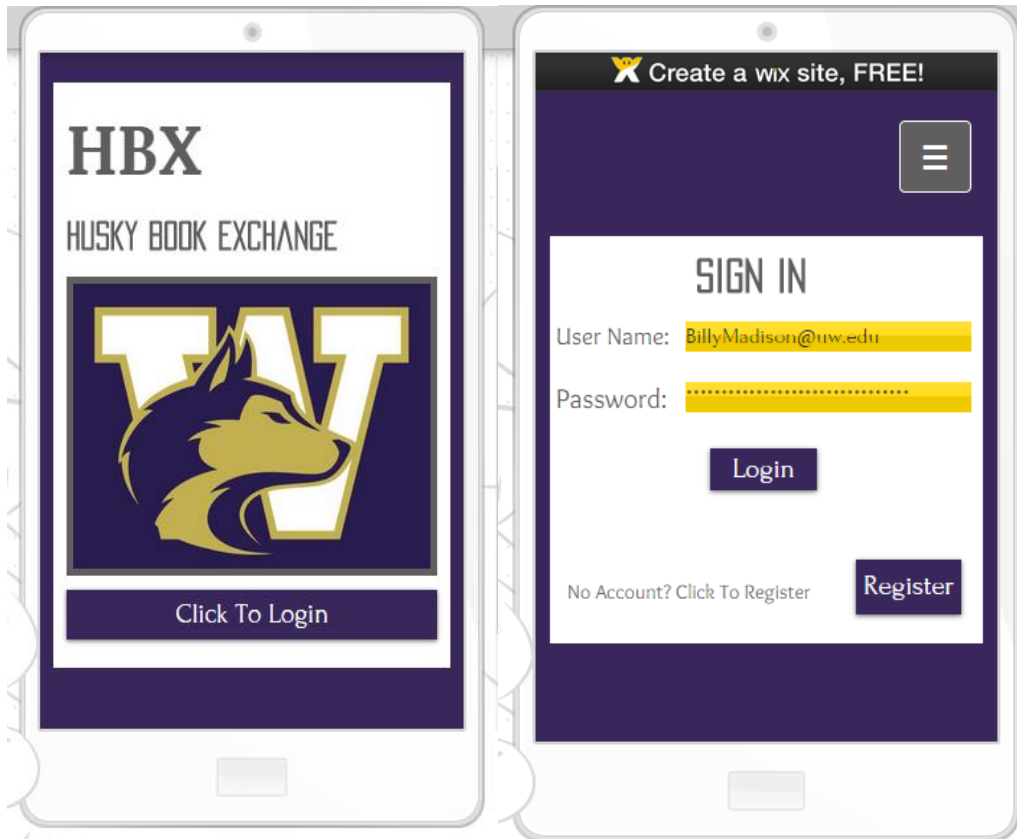 HBX
HUSKY BOOK EXCHANGE
W
Click To Login
Create a WiX site, FREE!
SIGN IN
User Name: BillyMadison@uw.edu
Password: ********************************
Login
No Account? Click To Register
Register